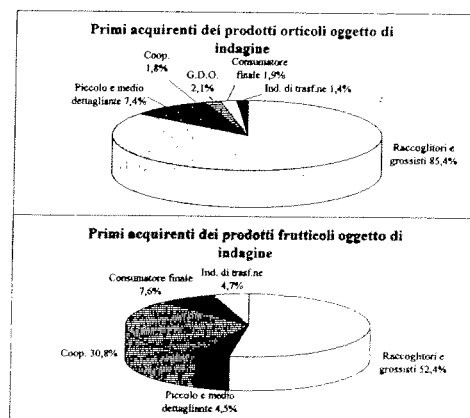 Primi acquirenti dei prodotti orticoli oggetto di
indagine
Coop.
1,8%
G.D.O.
2,1%
Consumatore
finale 1,9%
Ind. di trasf.ne 1,4%
Piccolo e medio
dettagliante 7,4%
Raccoglitori e
grossisti 85,4%
Primi acquirenti dei prodotti frutticoli oggetto di
indagine
Consumatore finale
7,6%
Ind. di trasf.ne
4,7%
Coop. 30,8%
Raccoglitori e
grossisti 52,4%
Piccolo e medio
dettagliante 4,5%